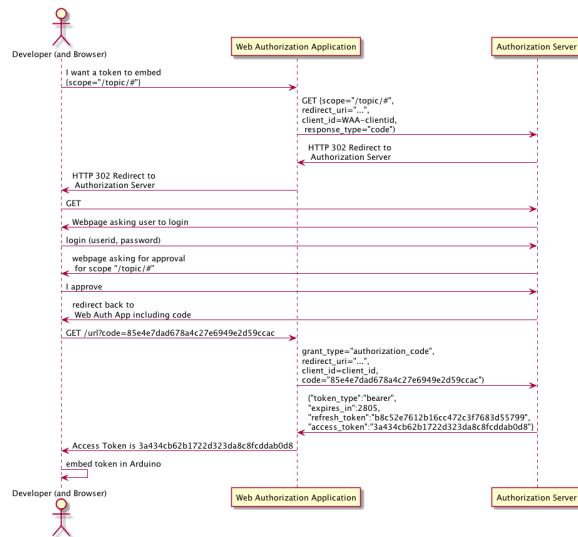 Developer (and Browser)
Web Authorization Application
Authorization Server
I want a token to embed
(scope="/topic/#")
GET (scope="/topic/#",
redirect_uri="...",
client_id=WAA-clientid,
response_type="code")
HTTP 302 Redirect to
Authorization Server
HTTP 302 Redirect to
Authorization Server
GET
Webpage asking user to login
login (userid, password)
webpage asking for approval
for scope "/topic/#"
I approve
redirect back to
Web Auth App including code
GET /url?code=85e4e7dad678a4c27e6949e2d59ccac
grant_type="authorization_code",
redirect_uri="...",
client_id=client_id,
code="85e4e7dad678a4c27e6949e2d59ccac")
{"token_type":"bearer",
"expires_in":2805,
"refresh_token":"b8c52e7612b16cc472c3f7683d55799",
"access_token":"3a434cb62b1722d323da8c8fcddab0d8"}
Access Token is 3a434cb62b1722d323da8c8fcddab0d8
embed token in Arduino
Developer (and Browser)
Web Authorization Application
Authorization Server